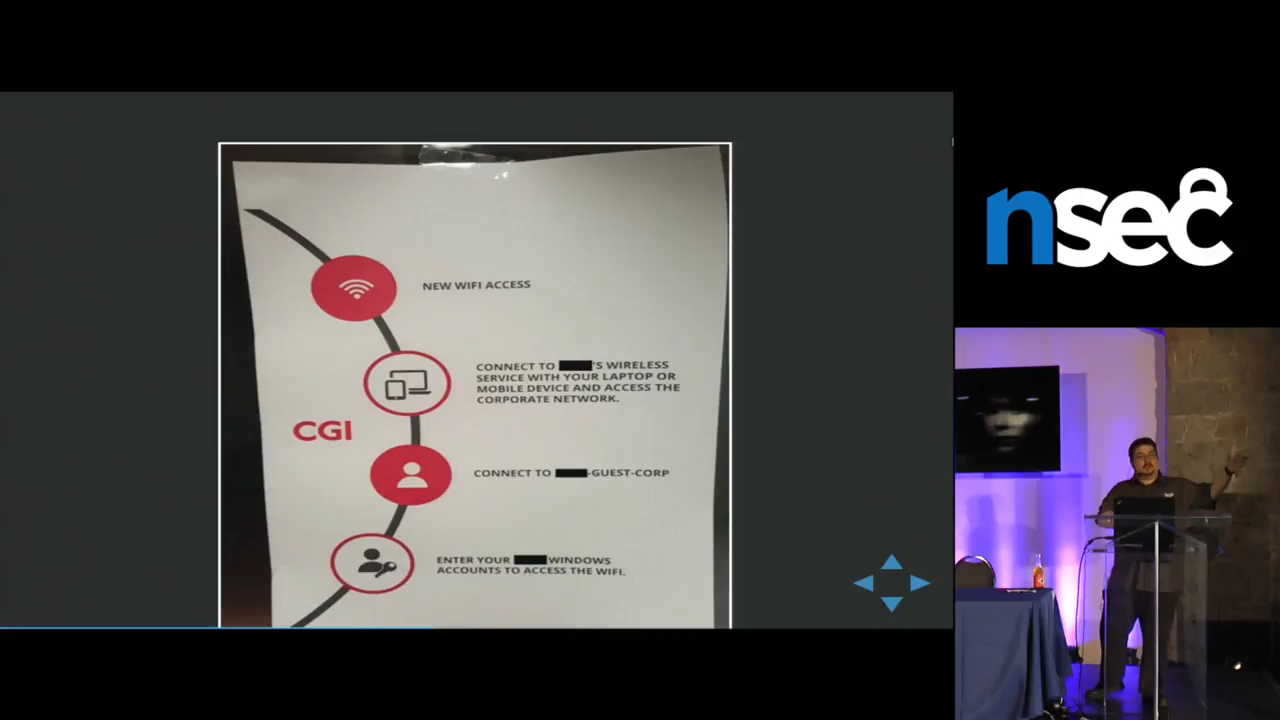 nsec
NEW WIFI ACCESS
CONNECT TO 'S WIRELESS
SERVICE WITH YOUR LAPTOP OR
MOBILE DEVICE AND ACCESS THE
CORPORATE NETWORK.
CGI
CONNECT TO -GUEST-CORP
ENTER YOUR WINDOWS
ACCOUNTS TO ACCESS THE WIFI.